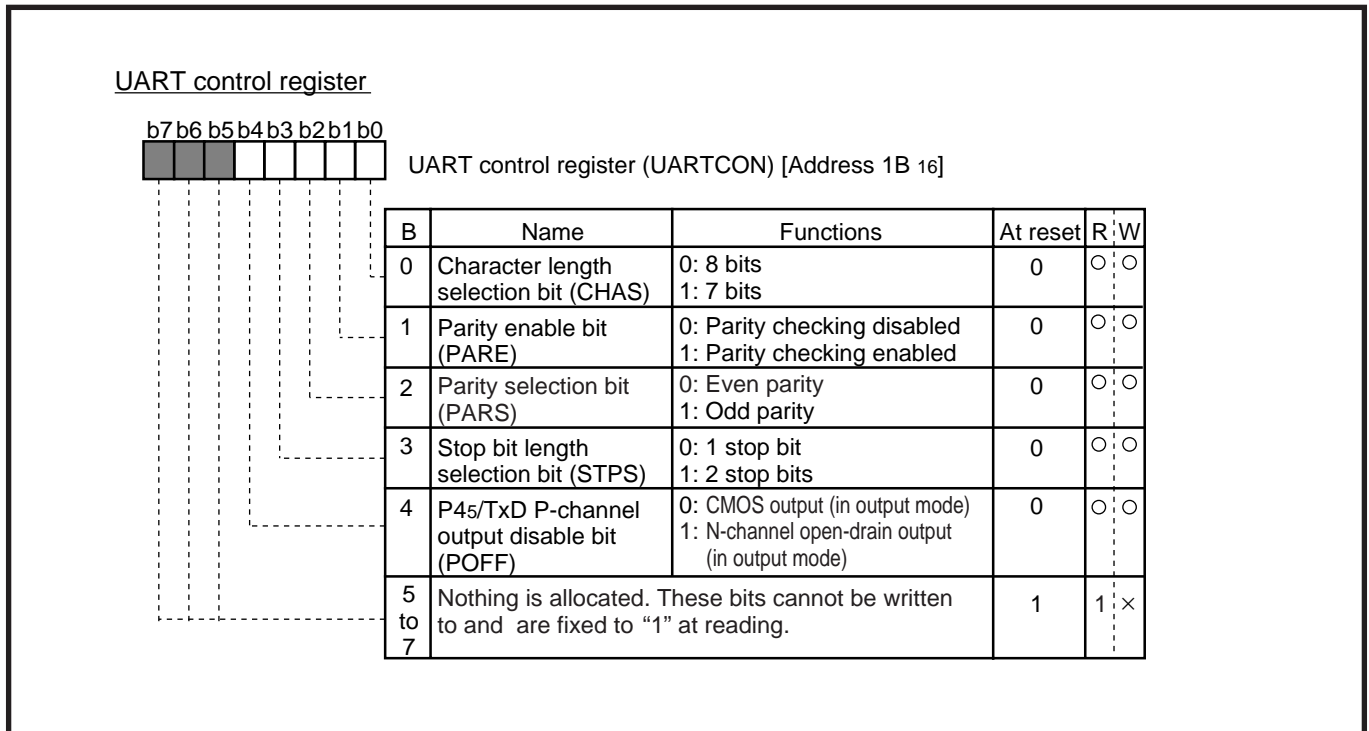 UART control register
b7 b6 b5 b4 b3 b2 b1 b0
UART control register (UARTCON) [Address 1B 16]
B Name Functions At reset R W
0 Character length selection bit (CHAS) 0: 8 bits 1: 7 bits 0 ○ ○
1 Parity enable bit (PARE) 0: Parity checking disabled 1: Parity checking enabled 0 ○ ○
2 Parity selection bit (PARS) 0: Even parity 1: Odd parity 0 ○ ○
3 Stop bit length selection bit (STPS) 0: 1 stop bit 1: 2 stop bits 0 ○ ○
4 P45/TxD P-channel output disable bit (POFF) 0: CMOS output (in output mode) 1: N-channel open-drain output (in output mode) 0 ○ ○
5 to 7 Nothing is allocated. These bits cannot be written to and are fixed to “1” at reading. 1 1 ×